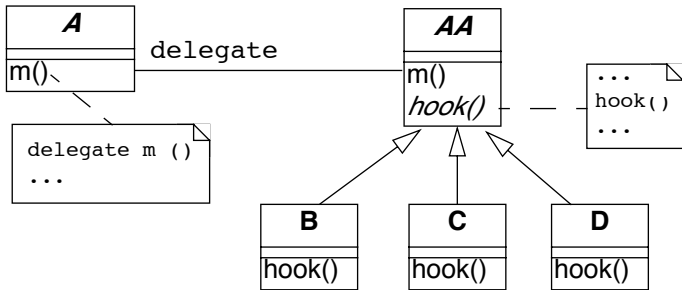 A
m()
delegate
AA
m()
hook()
...
hook()
...
delegate m ()
...
B
hook()
C
hook()
D
hook()